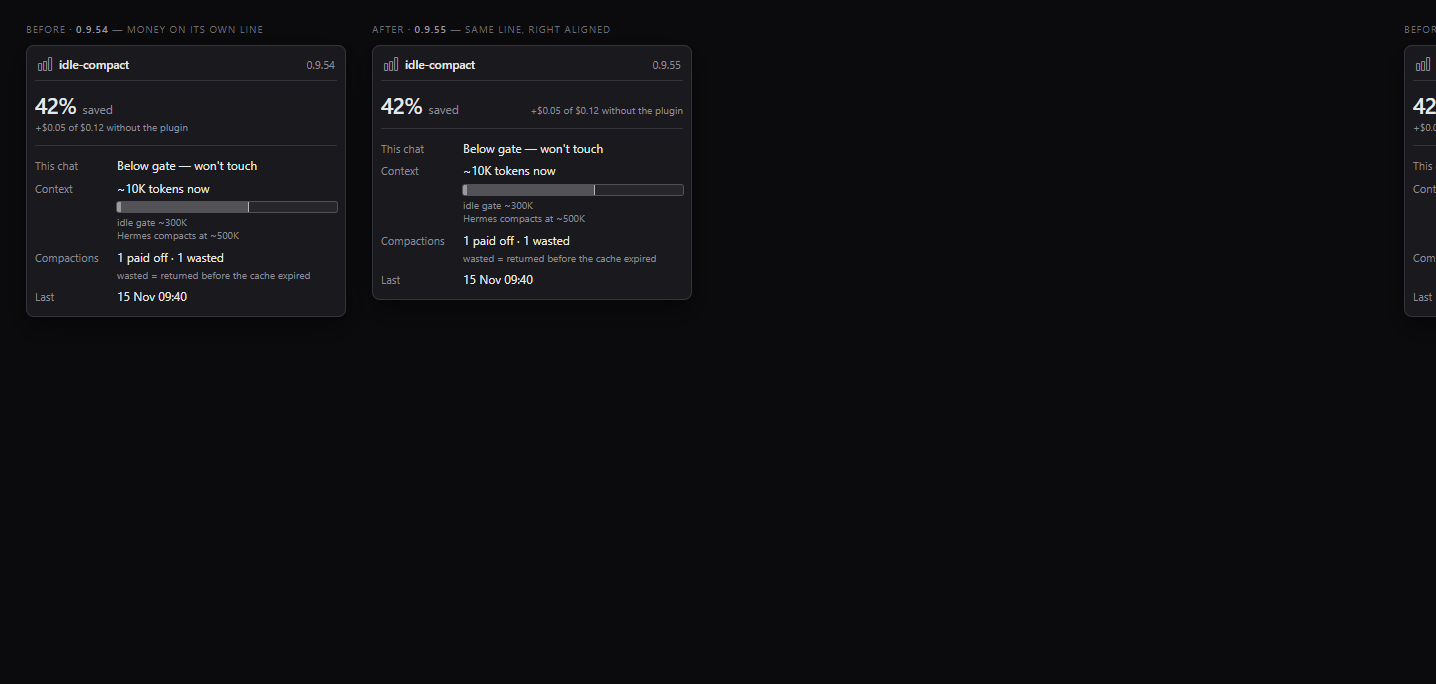 BEFORE · 0.9.54 — MONEY ON ITS OWN LINE
idle-compact 0.9.54
42% saved
+$0.05 of $0.12 without the plugin
This chat Below gate — won't touch
Context ~10K tokens now
idle gate ~300K
Hermes compacts at ~500K
Compactions 1 paid off · 1 wasted
wasted = returned before the cache expired
Last 15 Nov 09:40
AFTER · 0.9.55 — SAME LINE, RIGHT ALIGNED
idle-compact 0.9.55
42% saved +$0.05 of $0.12 without the plugin
This chat Below gate — won't touch
Context ~10K tokens now
idle gate ~300K
Hermes compacts at ~500K
Compactions 1 paid off · 1 wasted
wasted = returned before the cache expired
Last 15 Nov 09:40
BEFOR
42
+$0.0
This
Cont
Com
Last